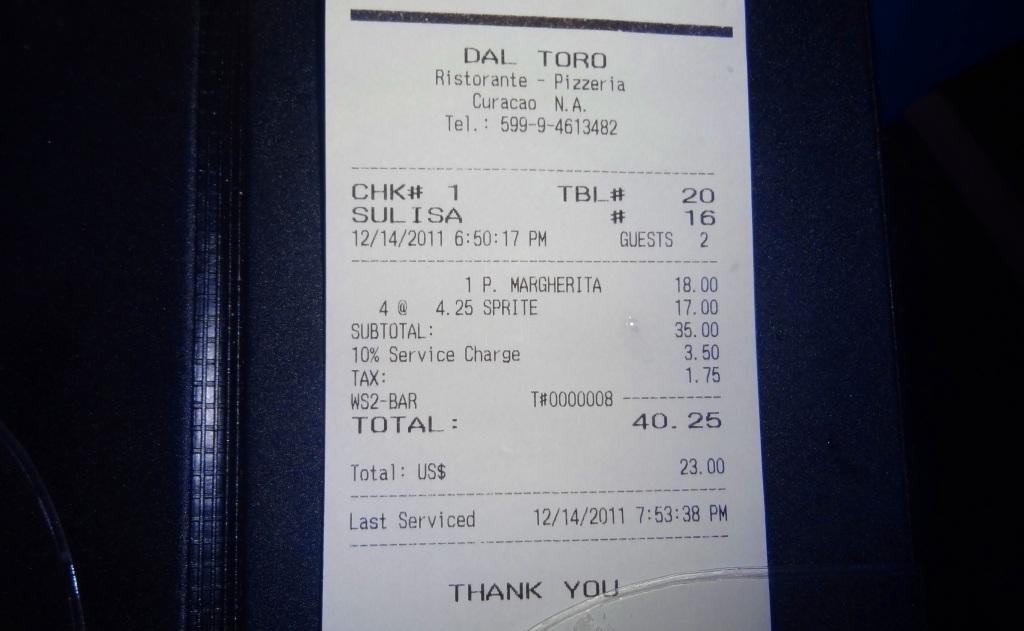 DAL TORO
Ristorante - Pizzeria
Curacao N.A.
Tel.: 599-9-4613482
CHK# 1 TBL# 20
SULISA # 16
12/14/2011 6:50:17 PM GUESTS 2
1 P. MARGHERITA 18.00
4 @ 4.25 SPRITE 17.00
SUBTOTAL: 35.00
10% Service Charge 3.50
TAX: 1.75
WS2-BAR T#0000008 -----------
TOTAL: 40.25
Total: US$ 23.00
Last Serviced 12/14/2011 7:53:38 PM
THANK YOU